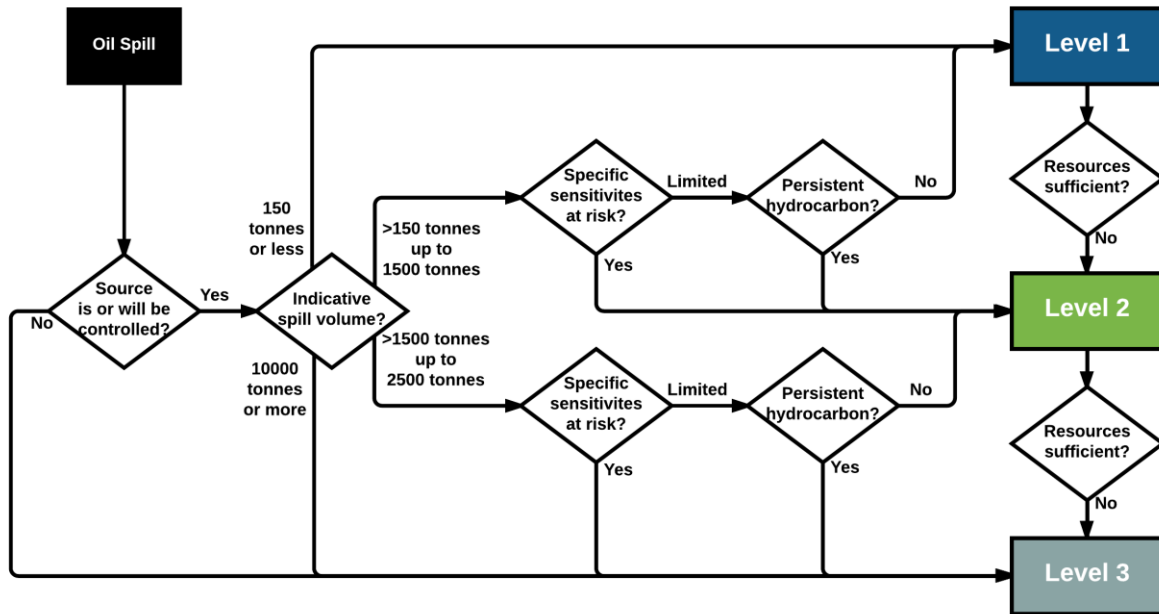 Oil Spill
Level 1
Specific
sensitivites
at risk?
Limited
Persistent
hydrocarbon?
No
Resources
sufficient?
150
tonnes
or less
>150 tonnes
up to
1500 tonnes
Yes
Yes
No
Source
is or will be
controlled?
Yes
No
Indicative
spill volume?
Level 2
>1500 tonnes
up to
2500 tonnes
10000
tonnes
or more
Specific
sensitivites
at risk?
Limited
Persistent
hydrocarbon?
No
Resources
sufficient?
Yes
Yes
No
Level 3